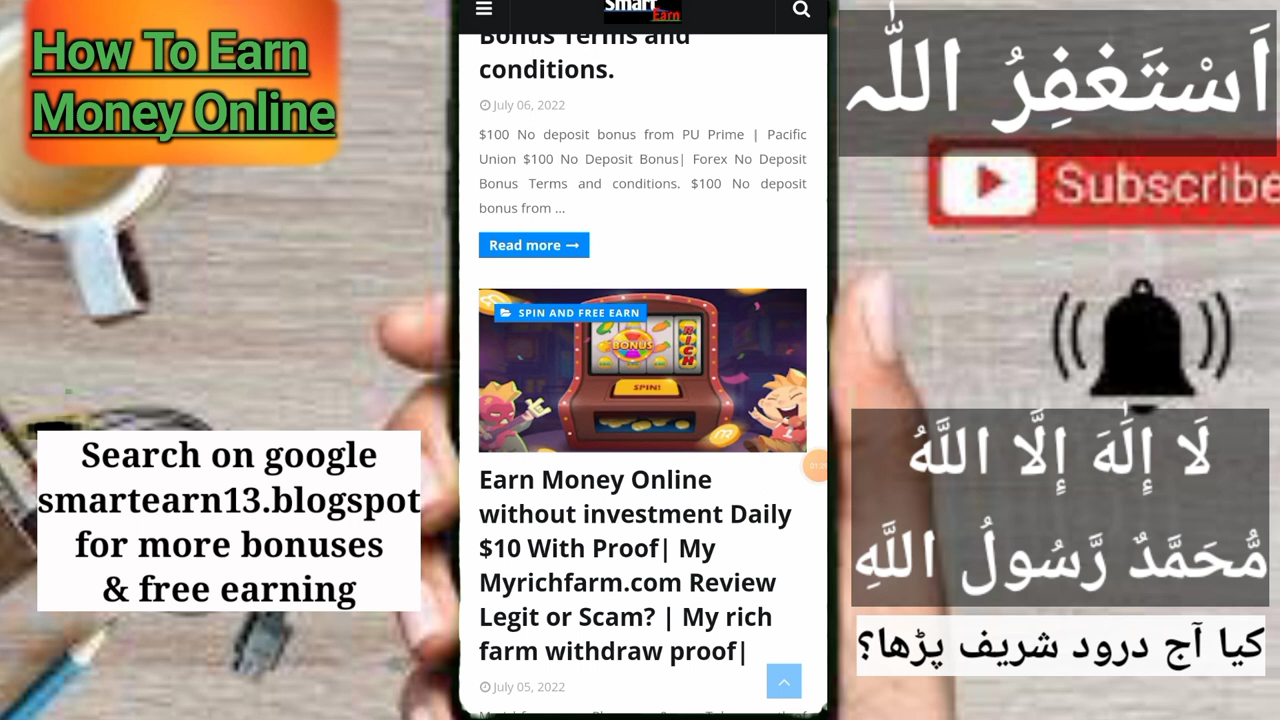 How To Earn
Money Online
Search on google
smartearn13.blogspot
for more bonuses
& free earning
Smart
Earn
Bonus Terms and
conditions.
July 06, 2022
$100 No deposit bonus from PU Prime | Pacific
Union $100 No Deposit Bonus| Forex No Deposit
Bonus Terms and conditions. $100 No deposit
bonus from ...
Read more →
SPIN AND FREE EARN
BONUS
RICH
SPIN!
Earn Money Online
without investment Daily
$10 With Proof| My
Myrichfarm.com Review
Legit or Scam? | My rich
farm withdraw proof|
July 05, 2022
اَسْتَغفِرُ اللّٰه
Subscribe
لَا إِلٰهَ إِلَّا اللَّهُ
مُّحَمَّدٌ رَّسُولُ اللَّهِ
کیا آج درود شریف پڑھا؟